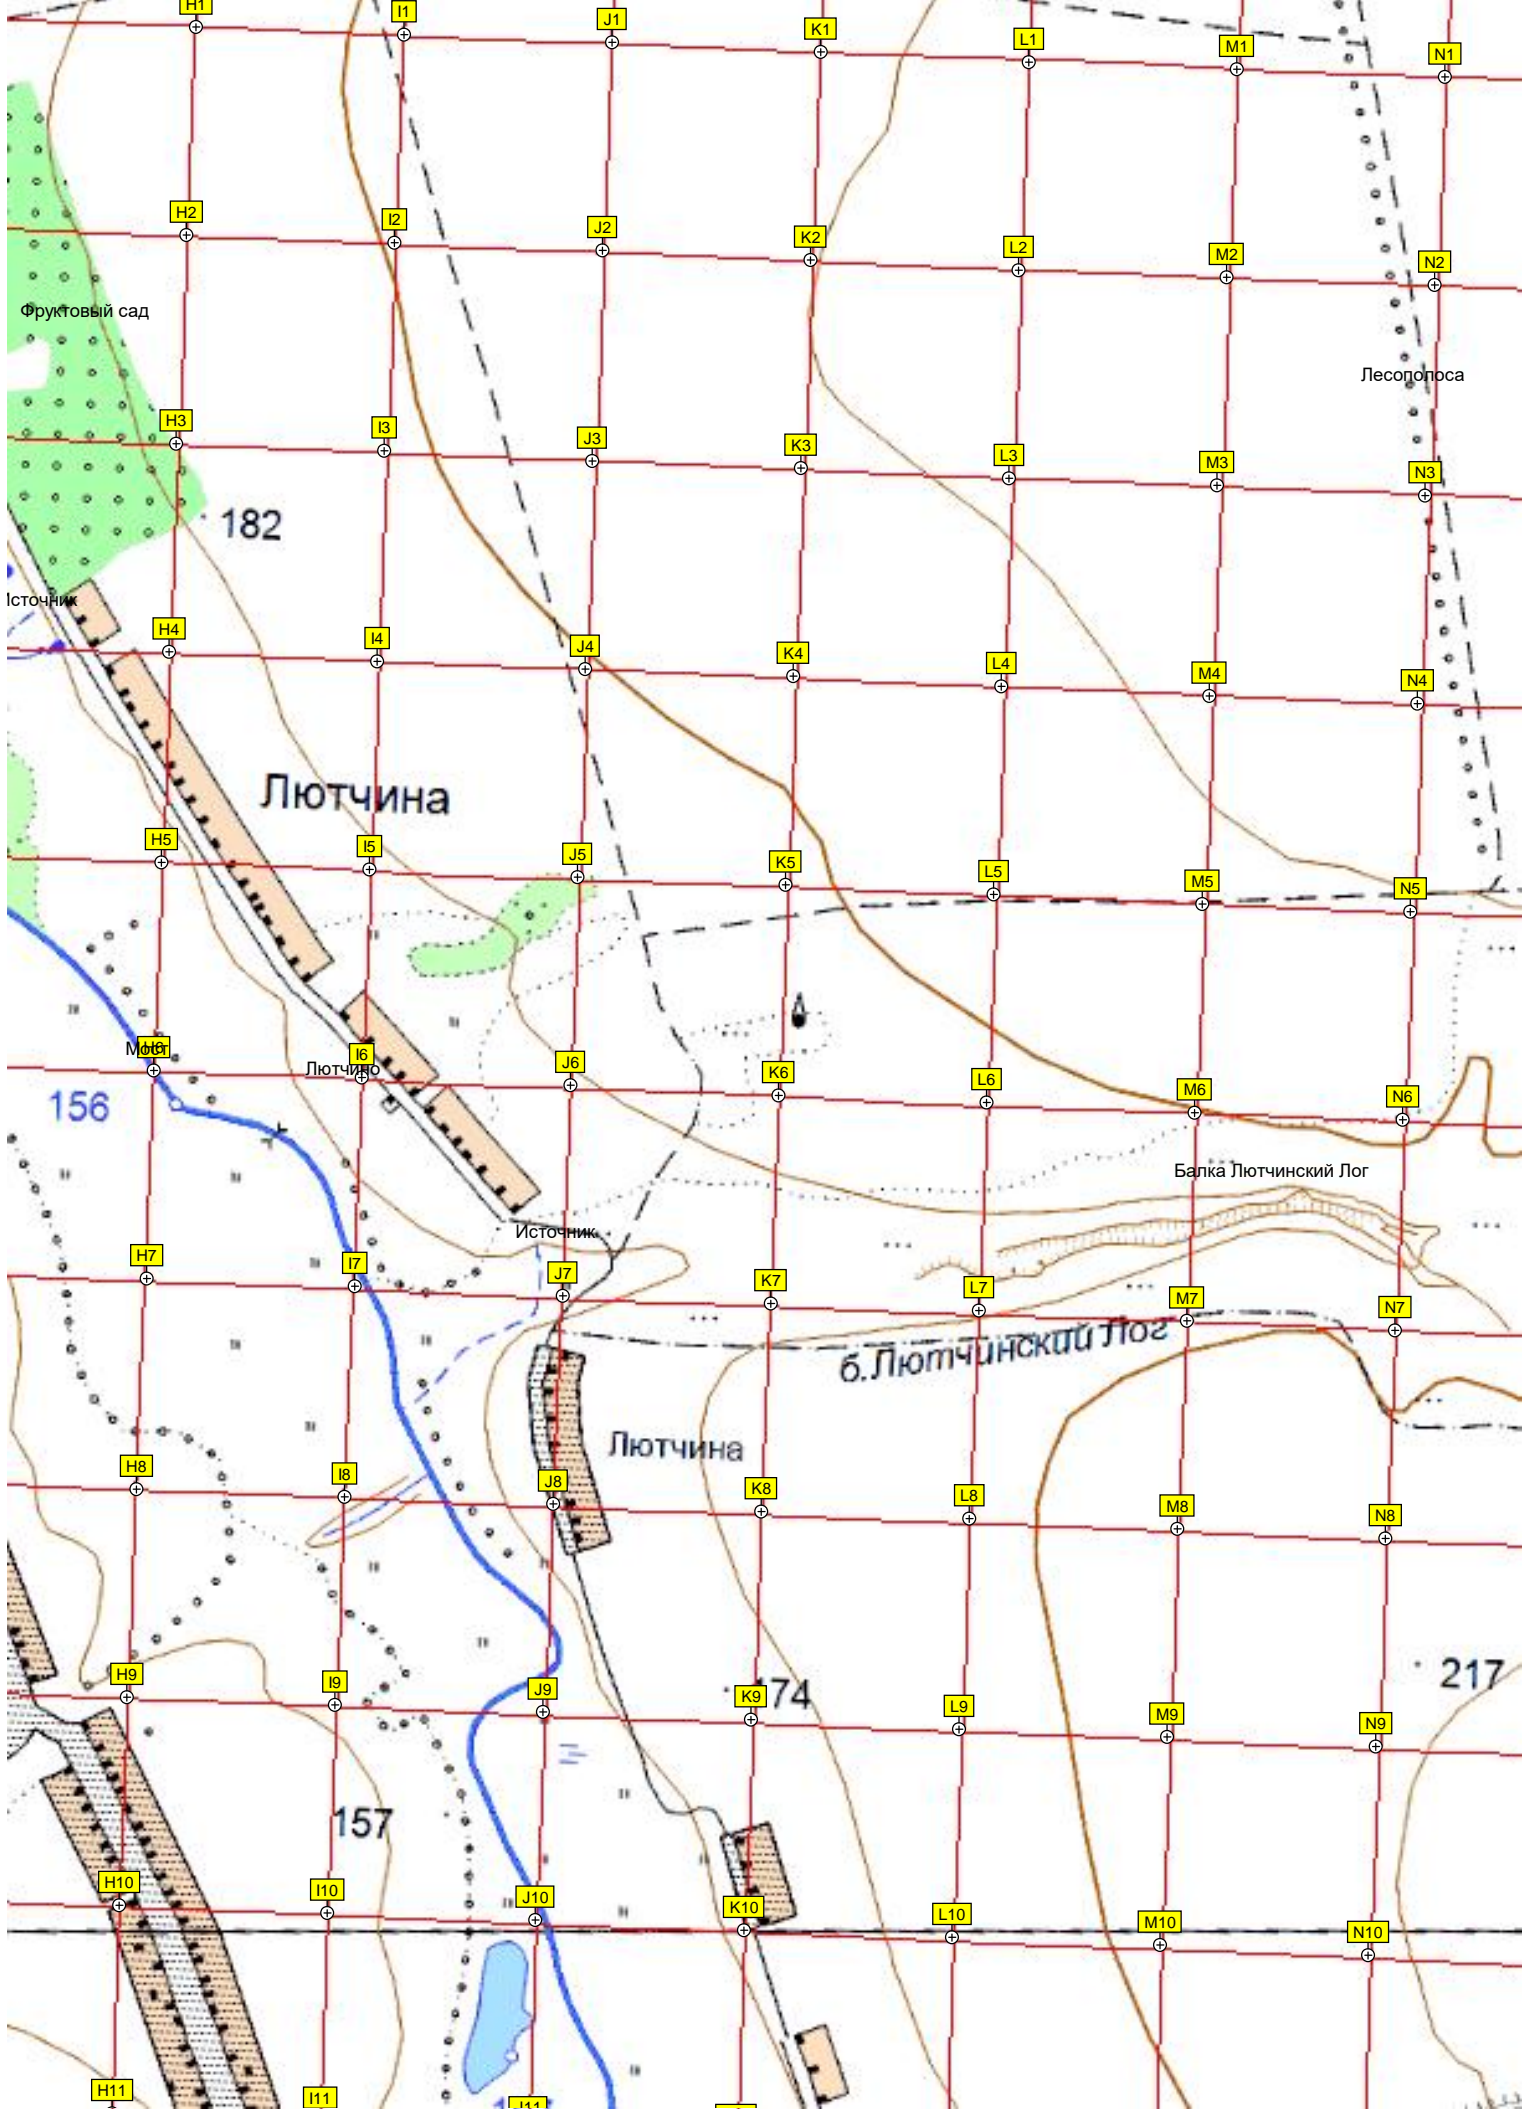 H1 I1 J1 K1 L1 M1 N1
H2 I2 J2 K2 L2 M2 N2
Фруктовый сад
Лесополоса
H3 I3 J3 K3 L3 M3 N3
182
Источник
H4 I4 J4 K4 L4 M4 N4
Лютчина
H5 I5 J5 K5 L5 M5 N5
Мост
H6 I6 J6 K6 L6 M6 N6
Лютчино
156
Балка Лютчинский Лог
Источник
H7 I7 J7 K7 L7 M7 N7
б.Лютчинский Лог
Лютчина
H8 I8 J8 K8 L8 M8 N8
217
H9 I9 J9 K9 L9 M9 N9
174
157
H10 I10 J10 K10 L10 M10 N10
H11 I11 J11